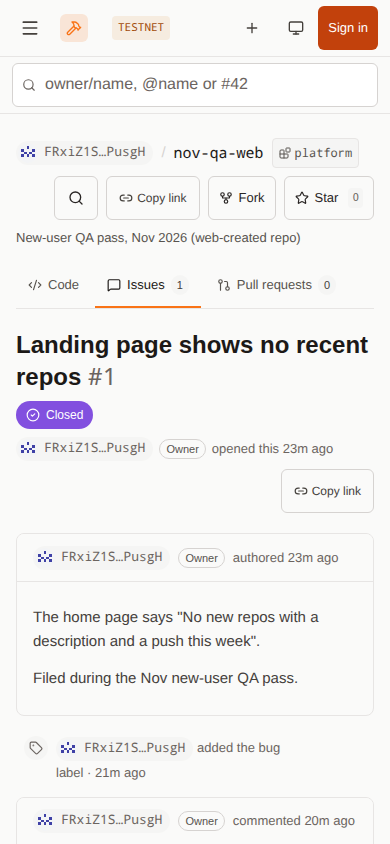 TESTNET
Sign in
owner/name, @name or #42
FRxiZ1S…PusgH / nov-qa-web platform
Copy link Fork Star 0
New-user QA pass, Nov 2026 (web-created repo)
Code Issues 1 Pull requests 0
Landing page shows no recent
repos #1
Closed
FRxiZ1S…PusgH Owner opened this 23m ago
Copy link
FRxiZ1S…PusgH Owner authored 23m ago
The home page says "No new repos with a
description and a push this week".
Filed during the Nov new-user QA pass.
FRxiZ1S…PusgH added the bug
label · 21m ago
FRxiZ1S…PusgH Owner commented 20m ago